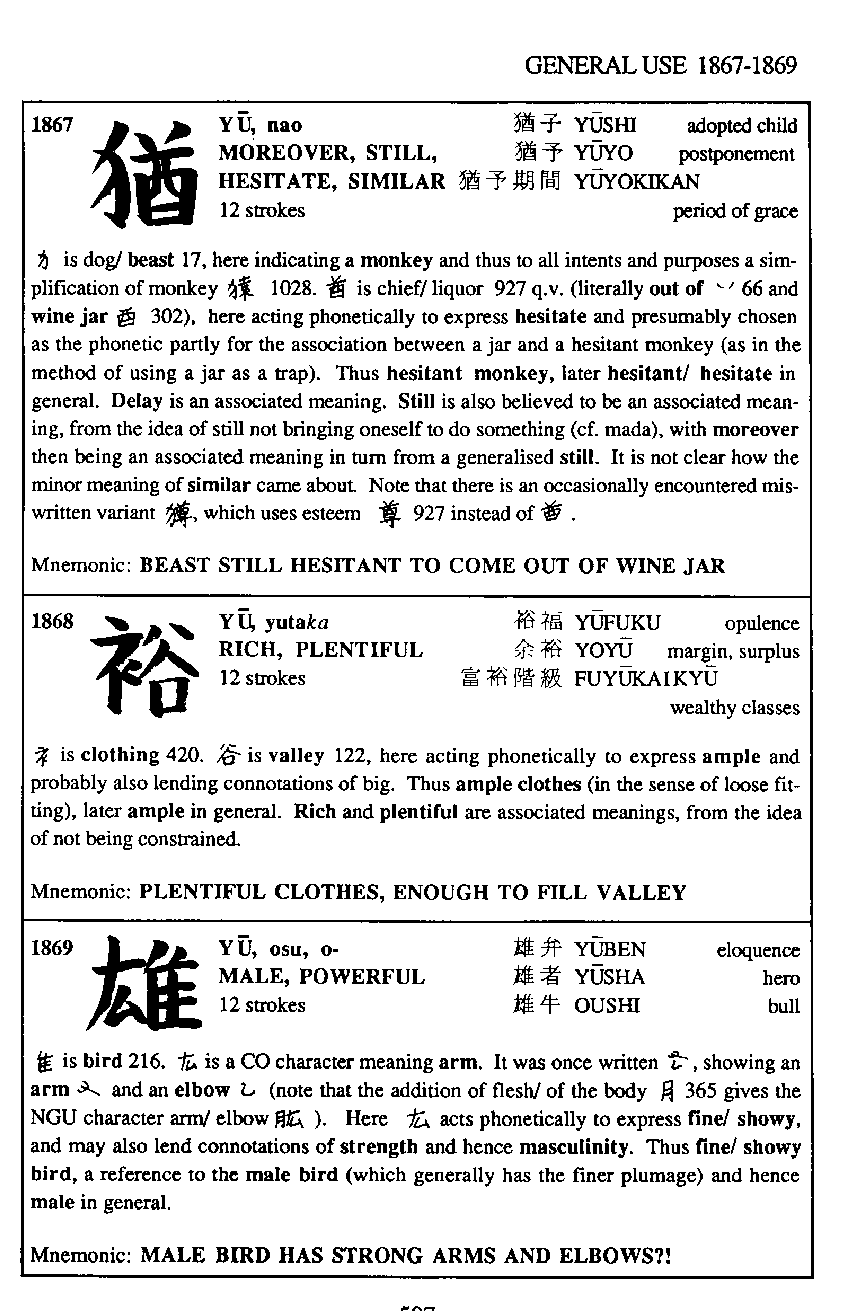 GENERAL USE 1867-1869
1867 猶 YŪ, nao 猶子 YŪSHI adopted child
MOREOVER, STILL, 猶予 YŪYO postponement
HESITATE, SIMILAR 猶予期間 YŪYOKIKAN
12 strokes period of grace
犭 is dog/ beast 17, here indicating a monkey and thus to all intents and purposes a sim-
plification of monkey 猿 1028. 酋 is chief/ liquor 927 q.v. (literally out of 66 and
wine jar 酉 302), here acting phonetically to express hesitate and presumably chosen
as the phonetic partly for the association between a jar and a hesitant monkey (as in the
method of using a jar as a trap). Thus hesitant monkey, later hesitant/ hesitate in
general. Delay is an associated meaning. Still is also believed to be an associated mean-
ing, from the idea of still not bringing oneself to do something (cf. mada), with moreover
then being an associated meaning in turn from a generalised still. It is not clear how the
minor meaning of similar came about. Note that there is an occasionally encountered mis-
written variant , which uses esteem 尊 927 instead of 酋 .
Mnemonic: BEAST STILL HESITANT TO COME OUT OF WINE JAR
1868 裕 YŪ, yutaka 裕福 YŪFUKU opulence
RICH, PLENTIFUL 余裕 YOYŪ margin, surplus
12 strokes 富裕階級 FUYŪKAIKYŪ
wealthy classes
衤 is clothing 420. 谷 is valley 122, here acting phonetically to express ample and
probably also lending connotations of big. Thus ample clothes (in the sense of loose fit-
ting), later ample in general. Rich and plentiful are associated meanings, from the idea
of not being constrained.
Mnemonic: PLENTIFUL CLOTHES, ENOUGH TO FILL VALLEY
1869 雄 YŪ, osu, o- 雄弁 YŪBEN eloquence
MALE, POWERFUL 雄者 YŪSHA hero
12 strokes 雄牛 OUSHI bull
隹 is bird 216. 厷 is a CO character meaning arm. It was once written , showing an
arm and an elbow (note that the addition of flesh/ of the body 月 365 gives the
NGU character arm/ elbow 肱 ). Here 厷 acts phonetically to express fine/ showy,
and may also lend connotations of strength and hence masculinity. Thus fine/ showy
bird, a reference to the male bird (which generally has the finer plumage) and hence
male in general.
Mnemonic: MALE BIRD HAS STRONG ARMS AND ELBOWS?!